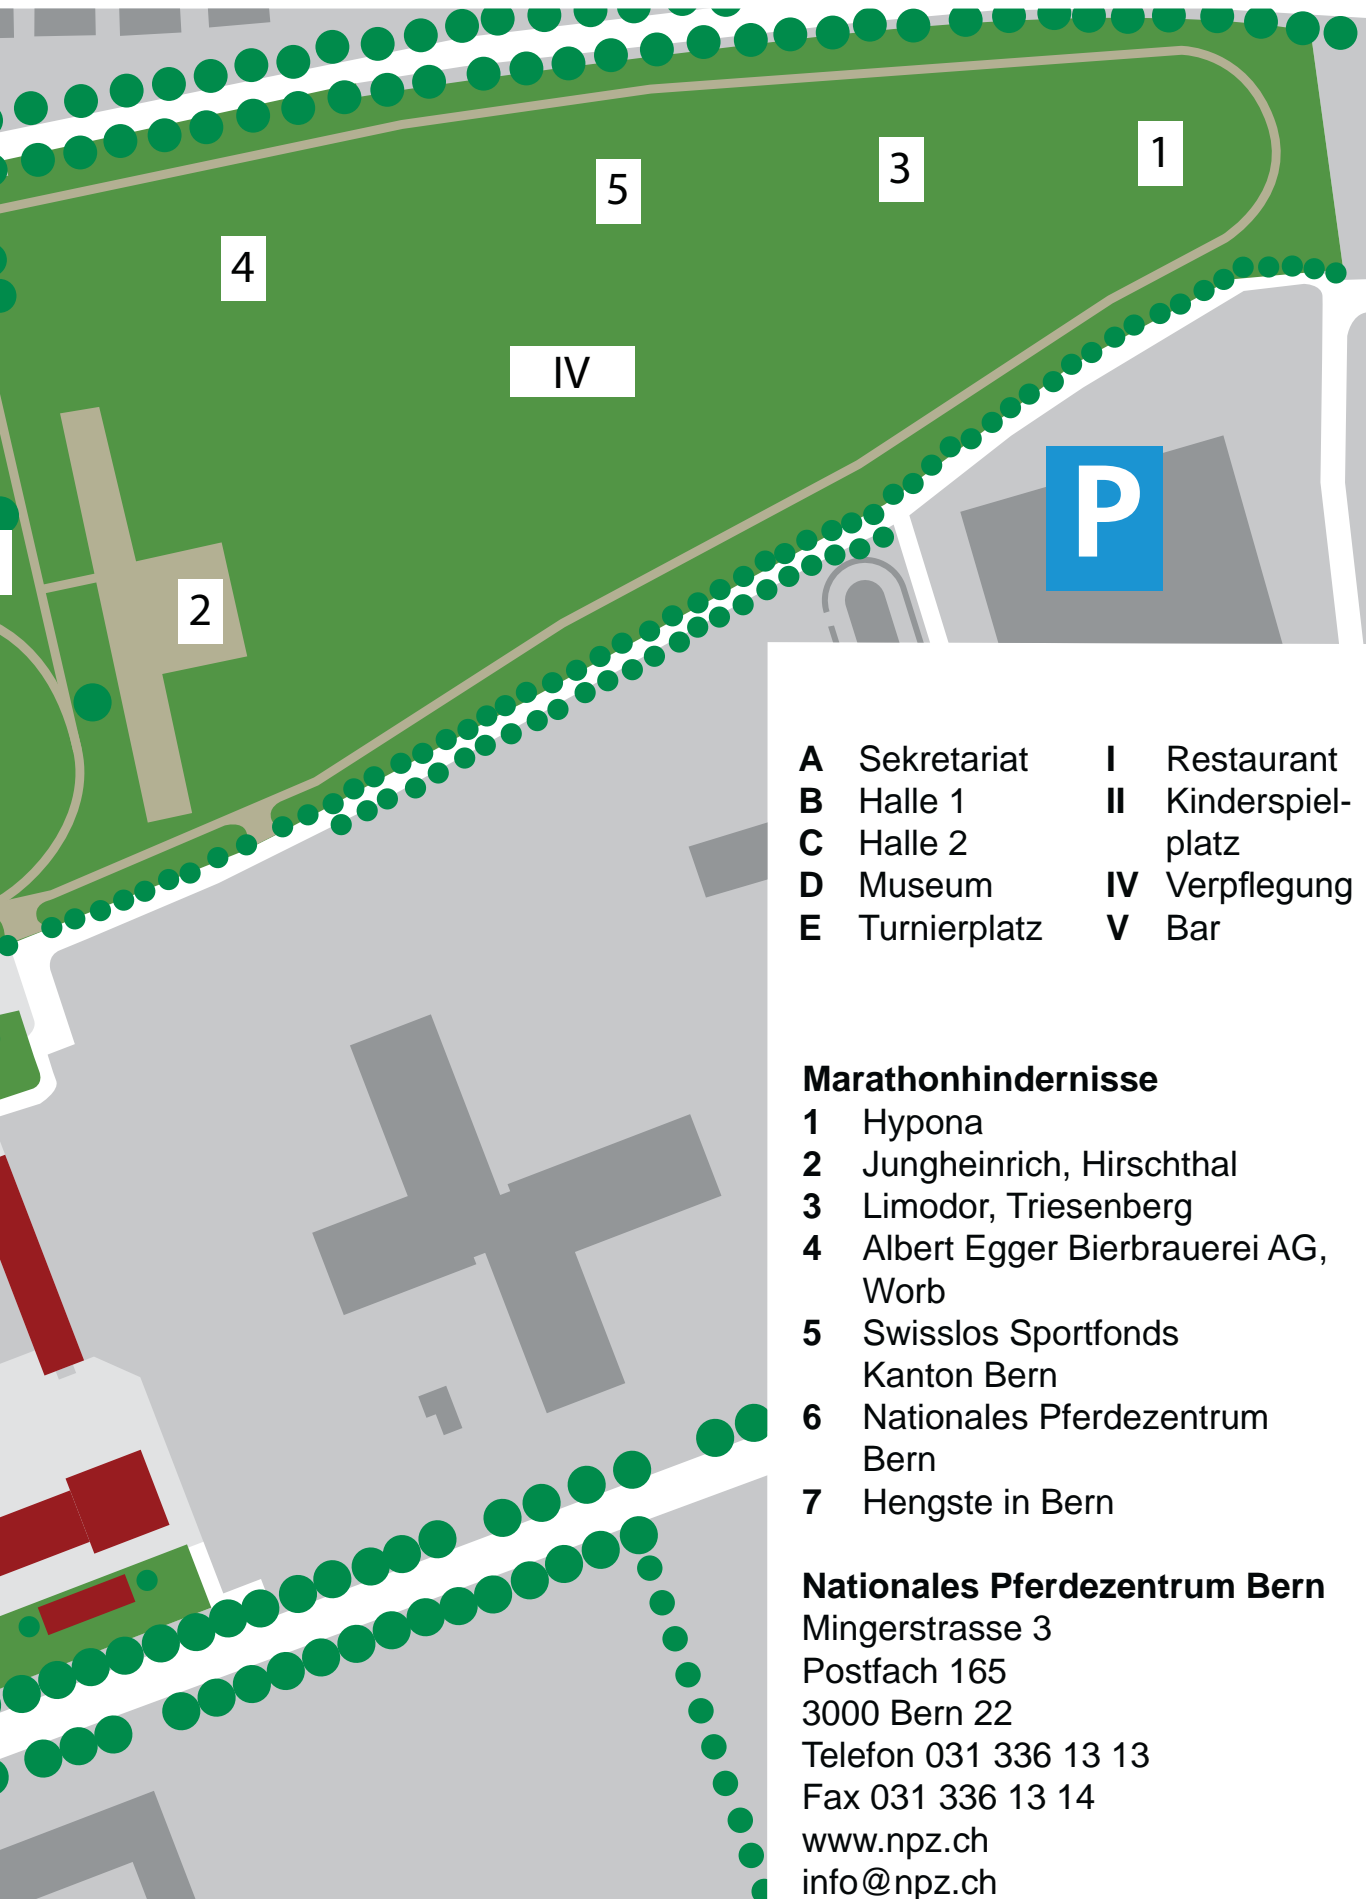 1
3
5
4
IV
P
2
A Sekretariat
B Halle 1
C Halle 2
D Museum
E Turnierplatz
I Restaurant
II Kinderspiel-
platz
IV Verpflegung
V Bar
Marathonhindernisse
1 Hypona
2 Jungheinrich, Hirschthal
3 Limodor, Triesenberg
4 Albert Egger Bierbrauerei AG,
Worb
5 Swisslos Sportfonds
Kanton Bern
6 Nationales Pferdezentrum
Bern
7 Hengste in Bern
Nationales Pferdezentrum Bern
Mingerstrasse 3
Postfach 165
3000 Bern 22
Telefon 031 336 13 13
Fax 031 336 13 14
www.npz.ch
info@npz.ch